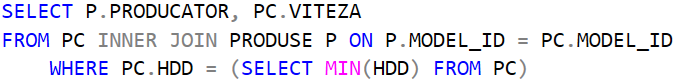 SELECT P.PRODUCATOR, PC.VITEZA
FROM PC INNER JOIN PRODUSE P ON P.MODEL_ID = PC.MODEL_ID
WHERE PC.HDD = (SELECT MIN(HDD) FROM PC)